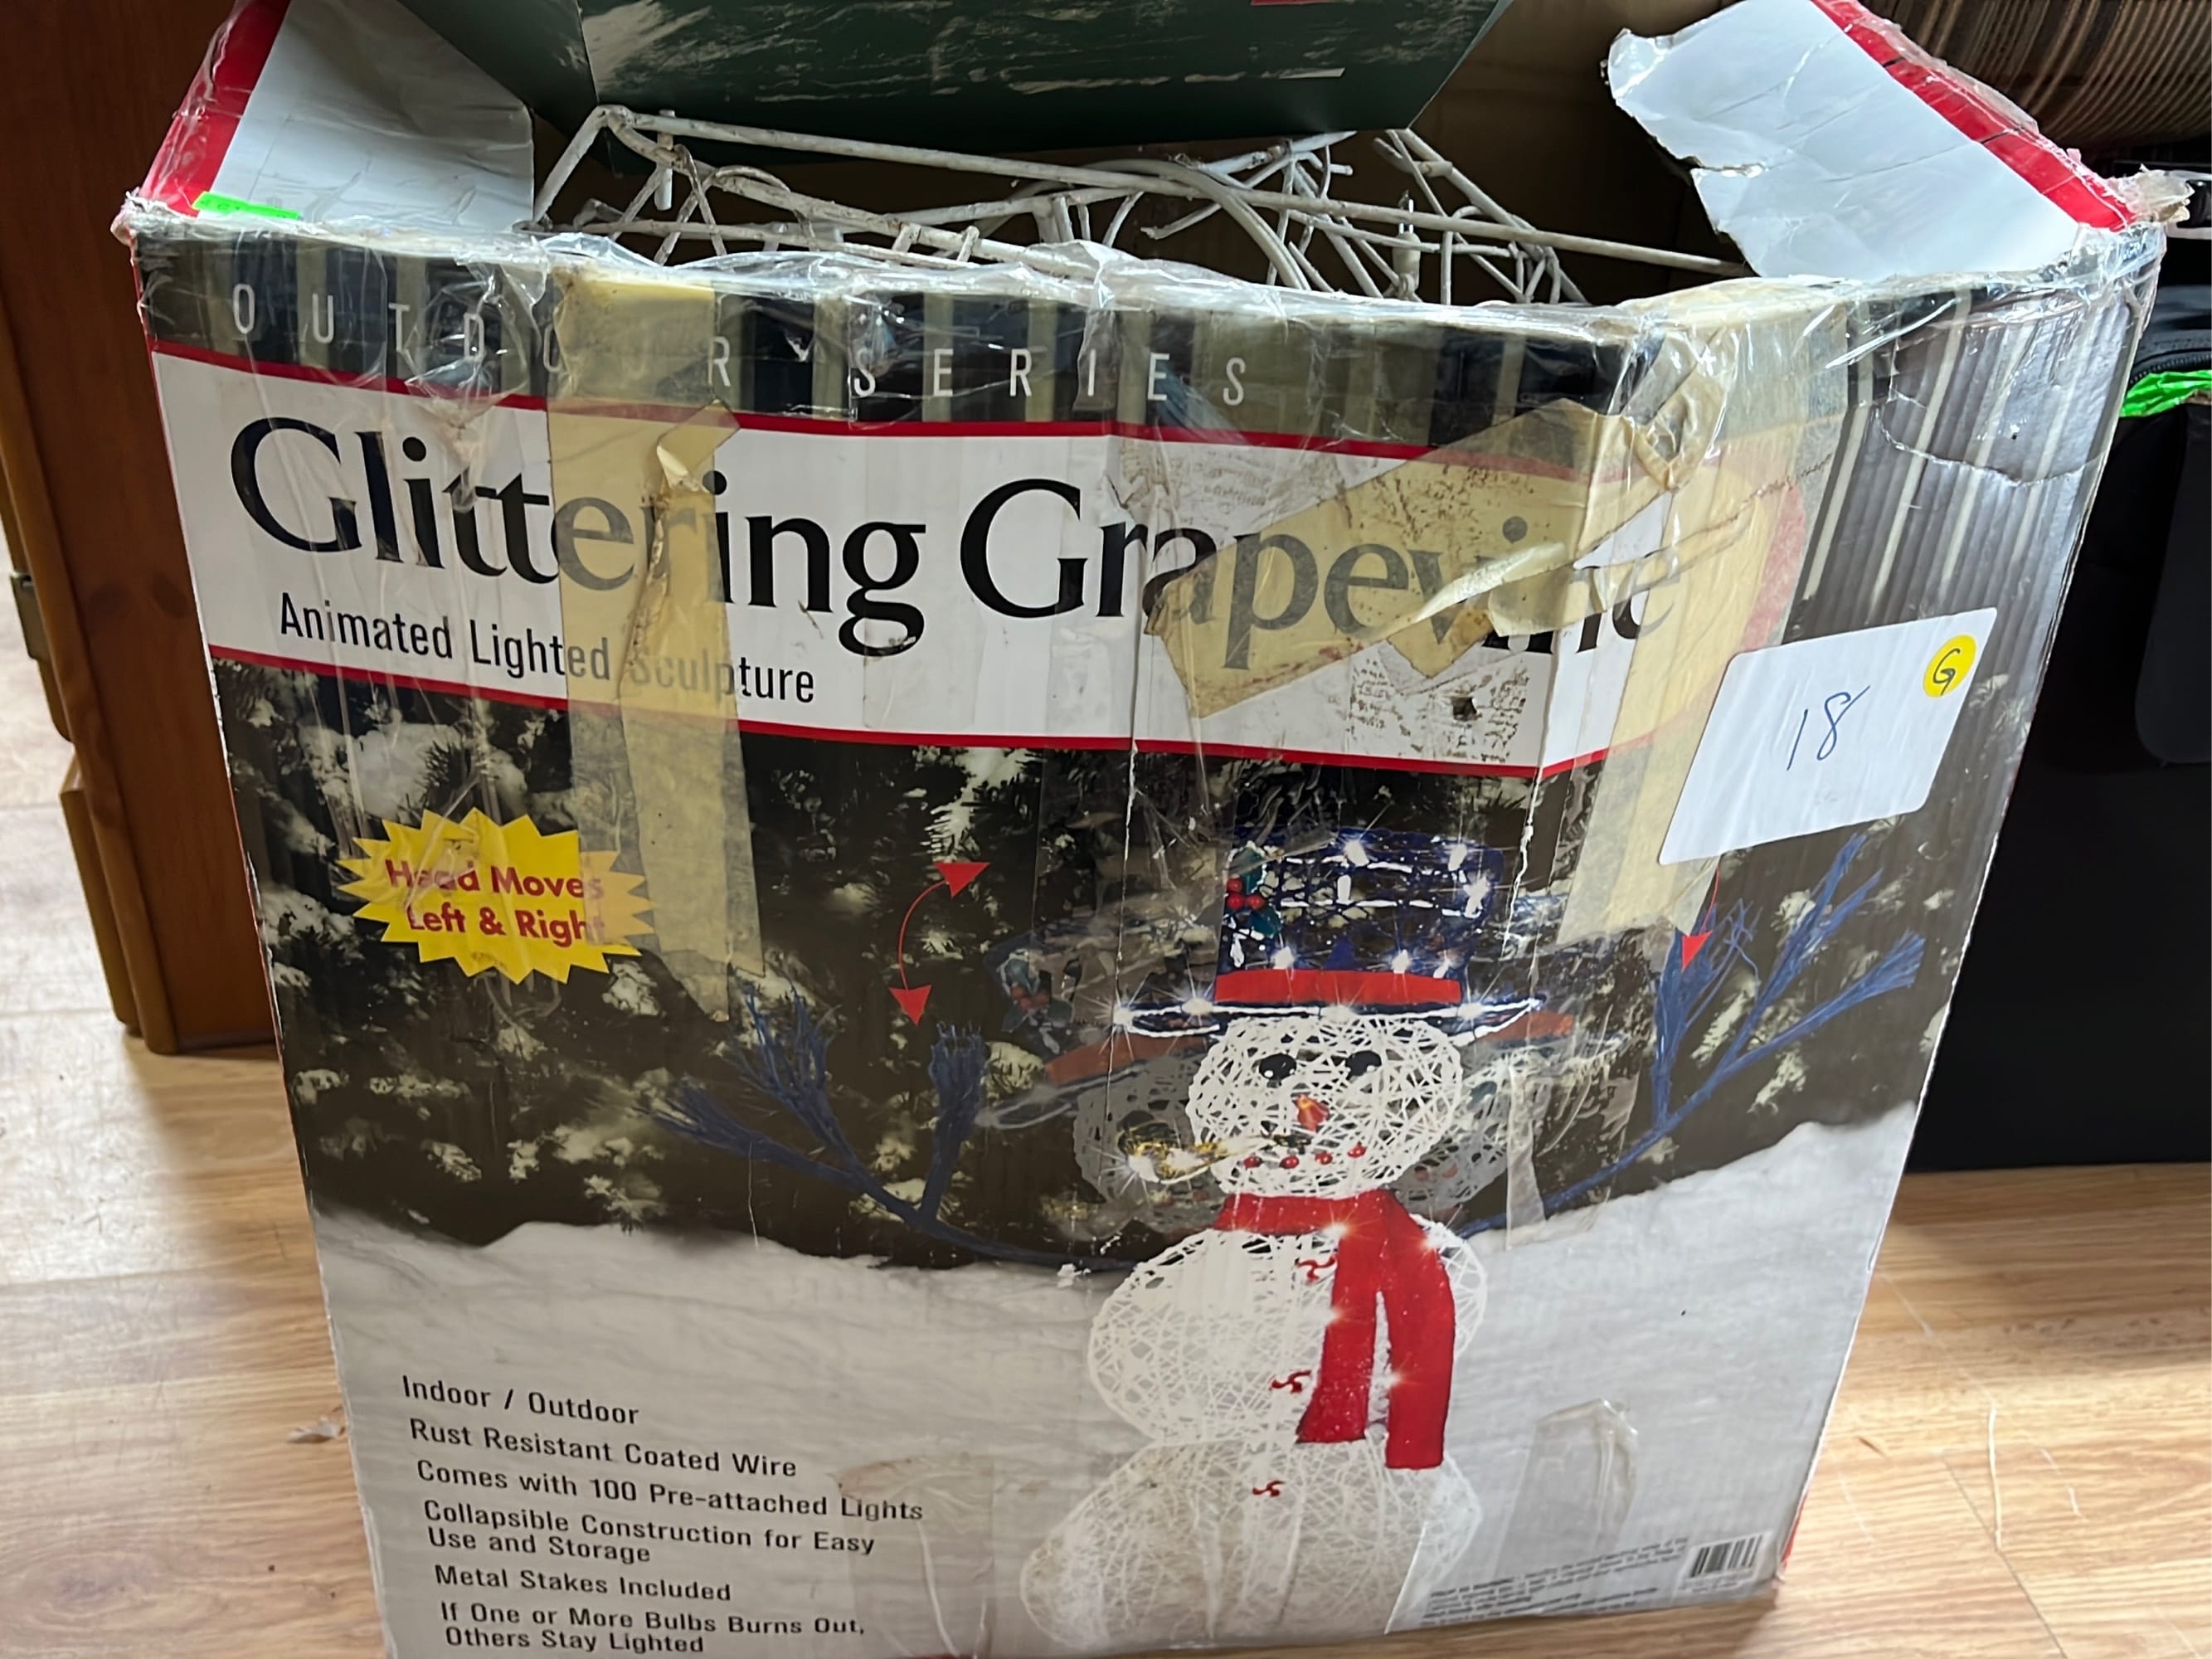 OUTDOOR SERIES
Glittering Grapevine
Animated Lighted Sculpture
18
G
Head Moves
Left & Right
Indoor / Outdoor
Rust Resistant Coated Wire
Comes with 100 Pre-attached Lights
Collapsible Construction for Easy
Use and Storage
Metal Stakes Included
If One or More Bulbs Burns Out,
Others Stay Lighted